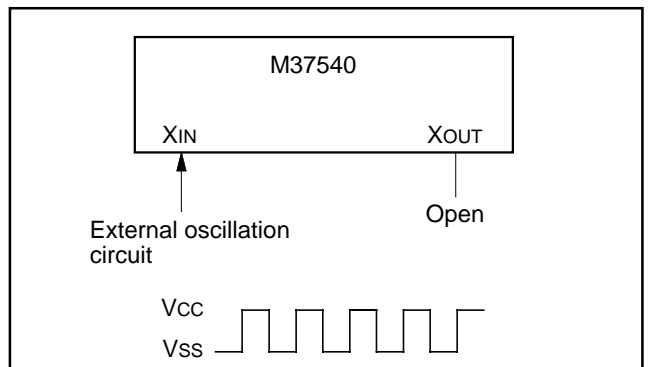 M37540
XIN XOUT
External oscillation
circuit
Open
VCC
VSS